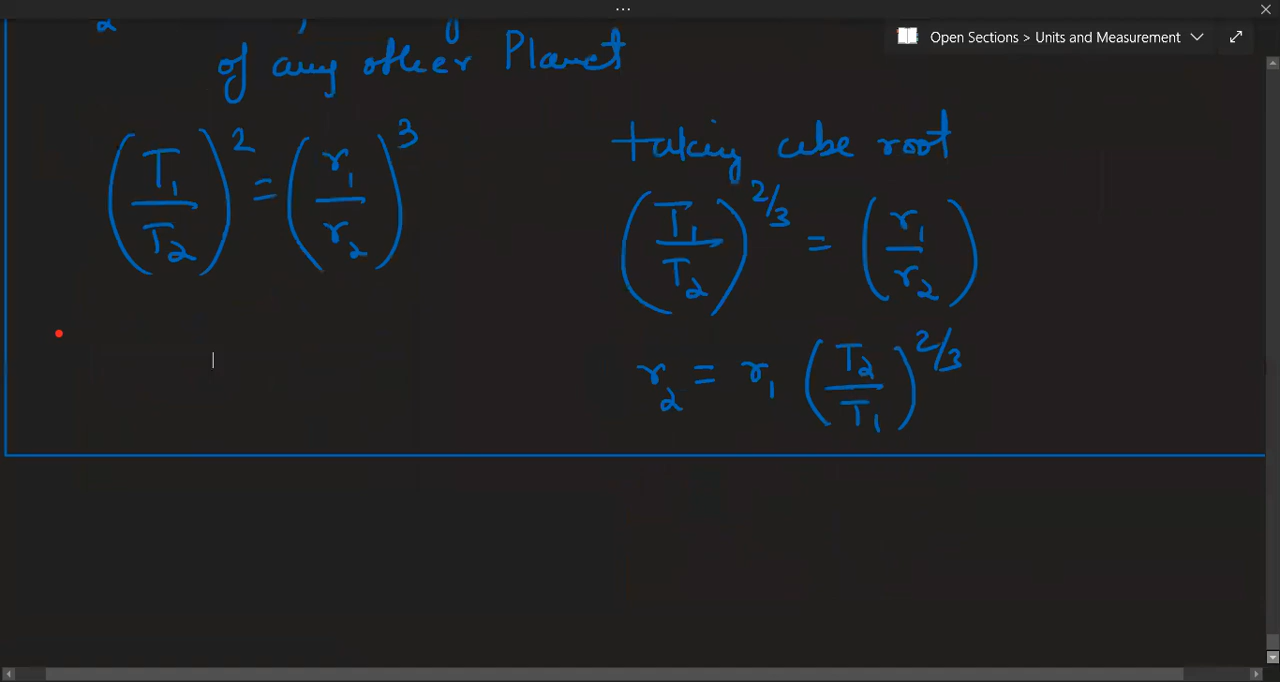 Open Sections > Units and Measurement
of any other Planet
(T₁/T₂)² = (r₁/r₂)³
taking cube root
(T₁/T₂)^2/3 = (r₁/r₂)
r₂ = r₁ (T₂/T₁)^2/3